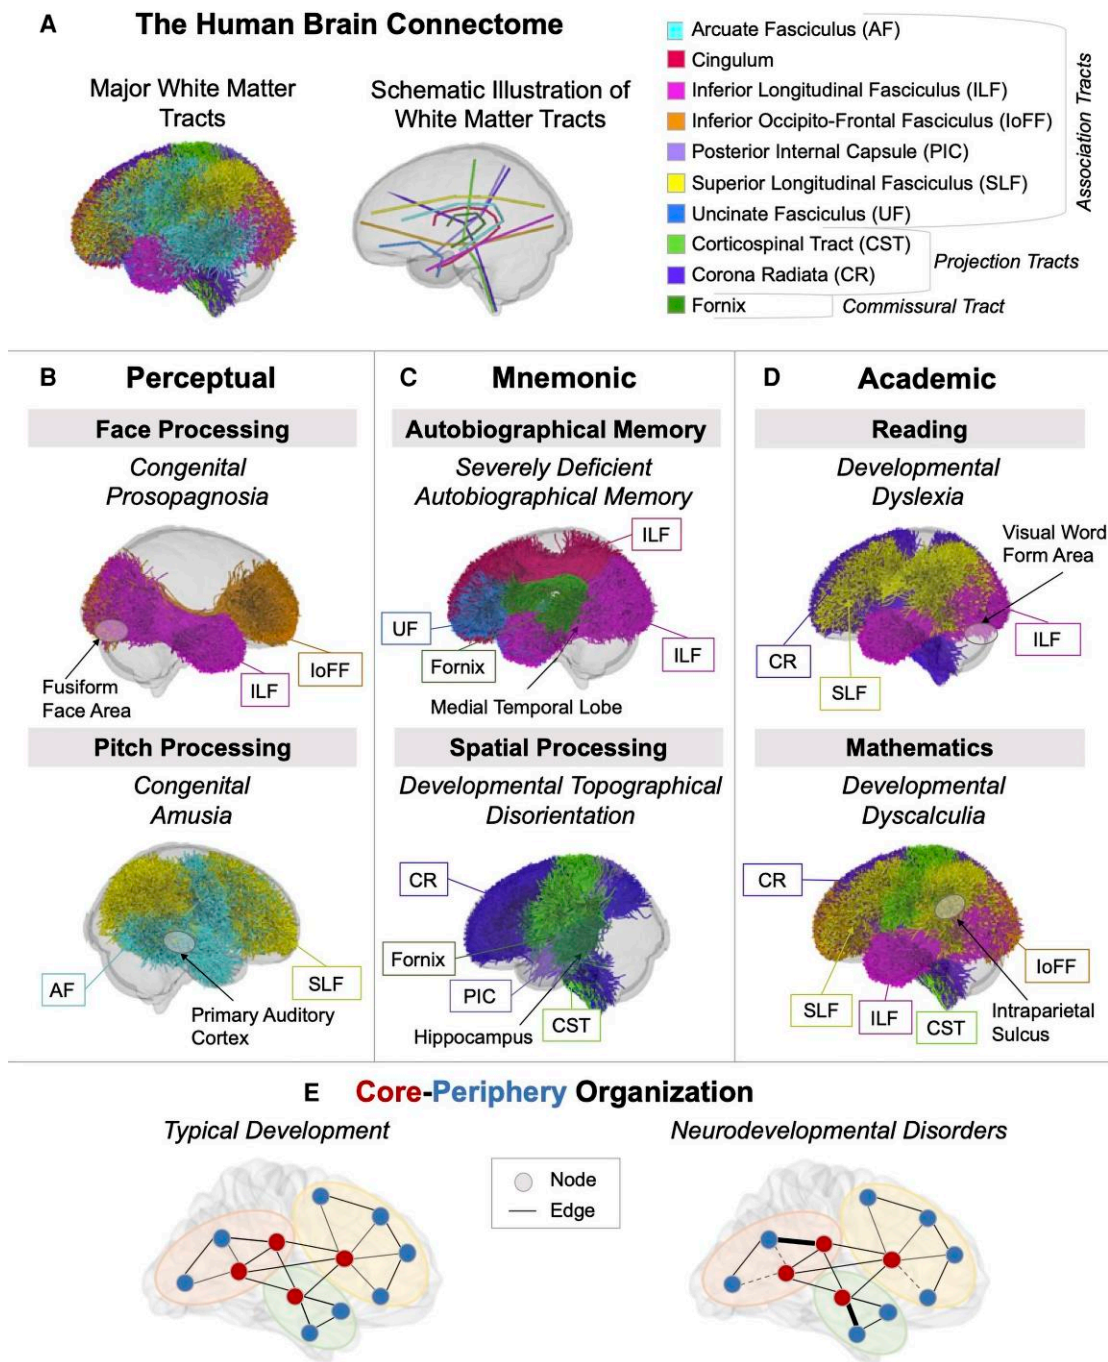 A
The Human Brain Connectome
Major White Matter
Tracts
Schematic Illustration of
White Matter Tracts
Arcuate Fasciculus (AF)
Cingulum
Inferior Longitudinal Fasciculus (ILF)
Inferior Occipito-Frontal Fasciculus (IoFF)
Posterior Internal Capsule (PIC)
Superior Longitudinal Fasciculus (SLF)
Uncinate Fasciculus (UF)
Corticospinal Tract (CST)
Corona Radiata (CR)
Fornix
Association Tracts
Projection Tracts
Commissural Tract
B
Perceptual
Face Processing
Congenital
Prosopagnosia
IoFF
ILF
Fusiform
Face Area
Pitch Processing
Congenital
Amusia
AF
SLF
Primary Auditory
Cortex
C
Mnemonic
Autobiographical Memory
Severely Deficient
Autobiographical Memory
ILF
UF
Fornix
ILF
Medial Temporal Lobe
Spatial Processing
Developmental Topographical
Disorientation
CR
Fornix
PIC
CST
Hippocampus
D
Academic
Reading
Developmental
Dyslexia
Visual Word
Form Area
ILF
CR
SLF
Mathematics
Developmental
Dyscalculia
CR
IoFF
SLF
ILF
CST
Intraparietal
Sulcus
E
Core-Periphery Organization
Typical Development
Node
Edge
Neurodevelopmental Disorders